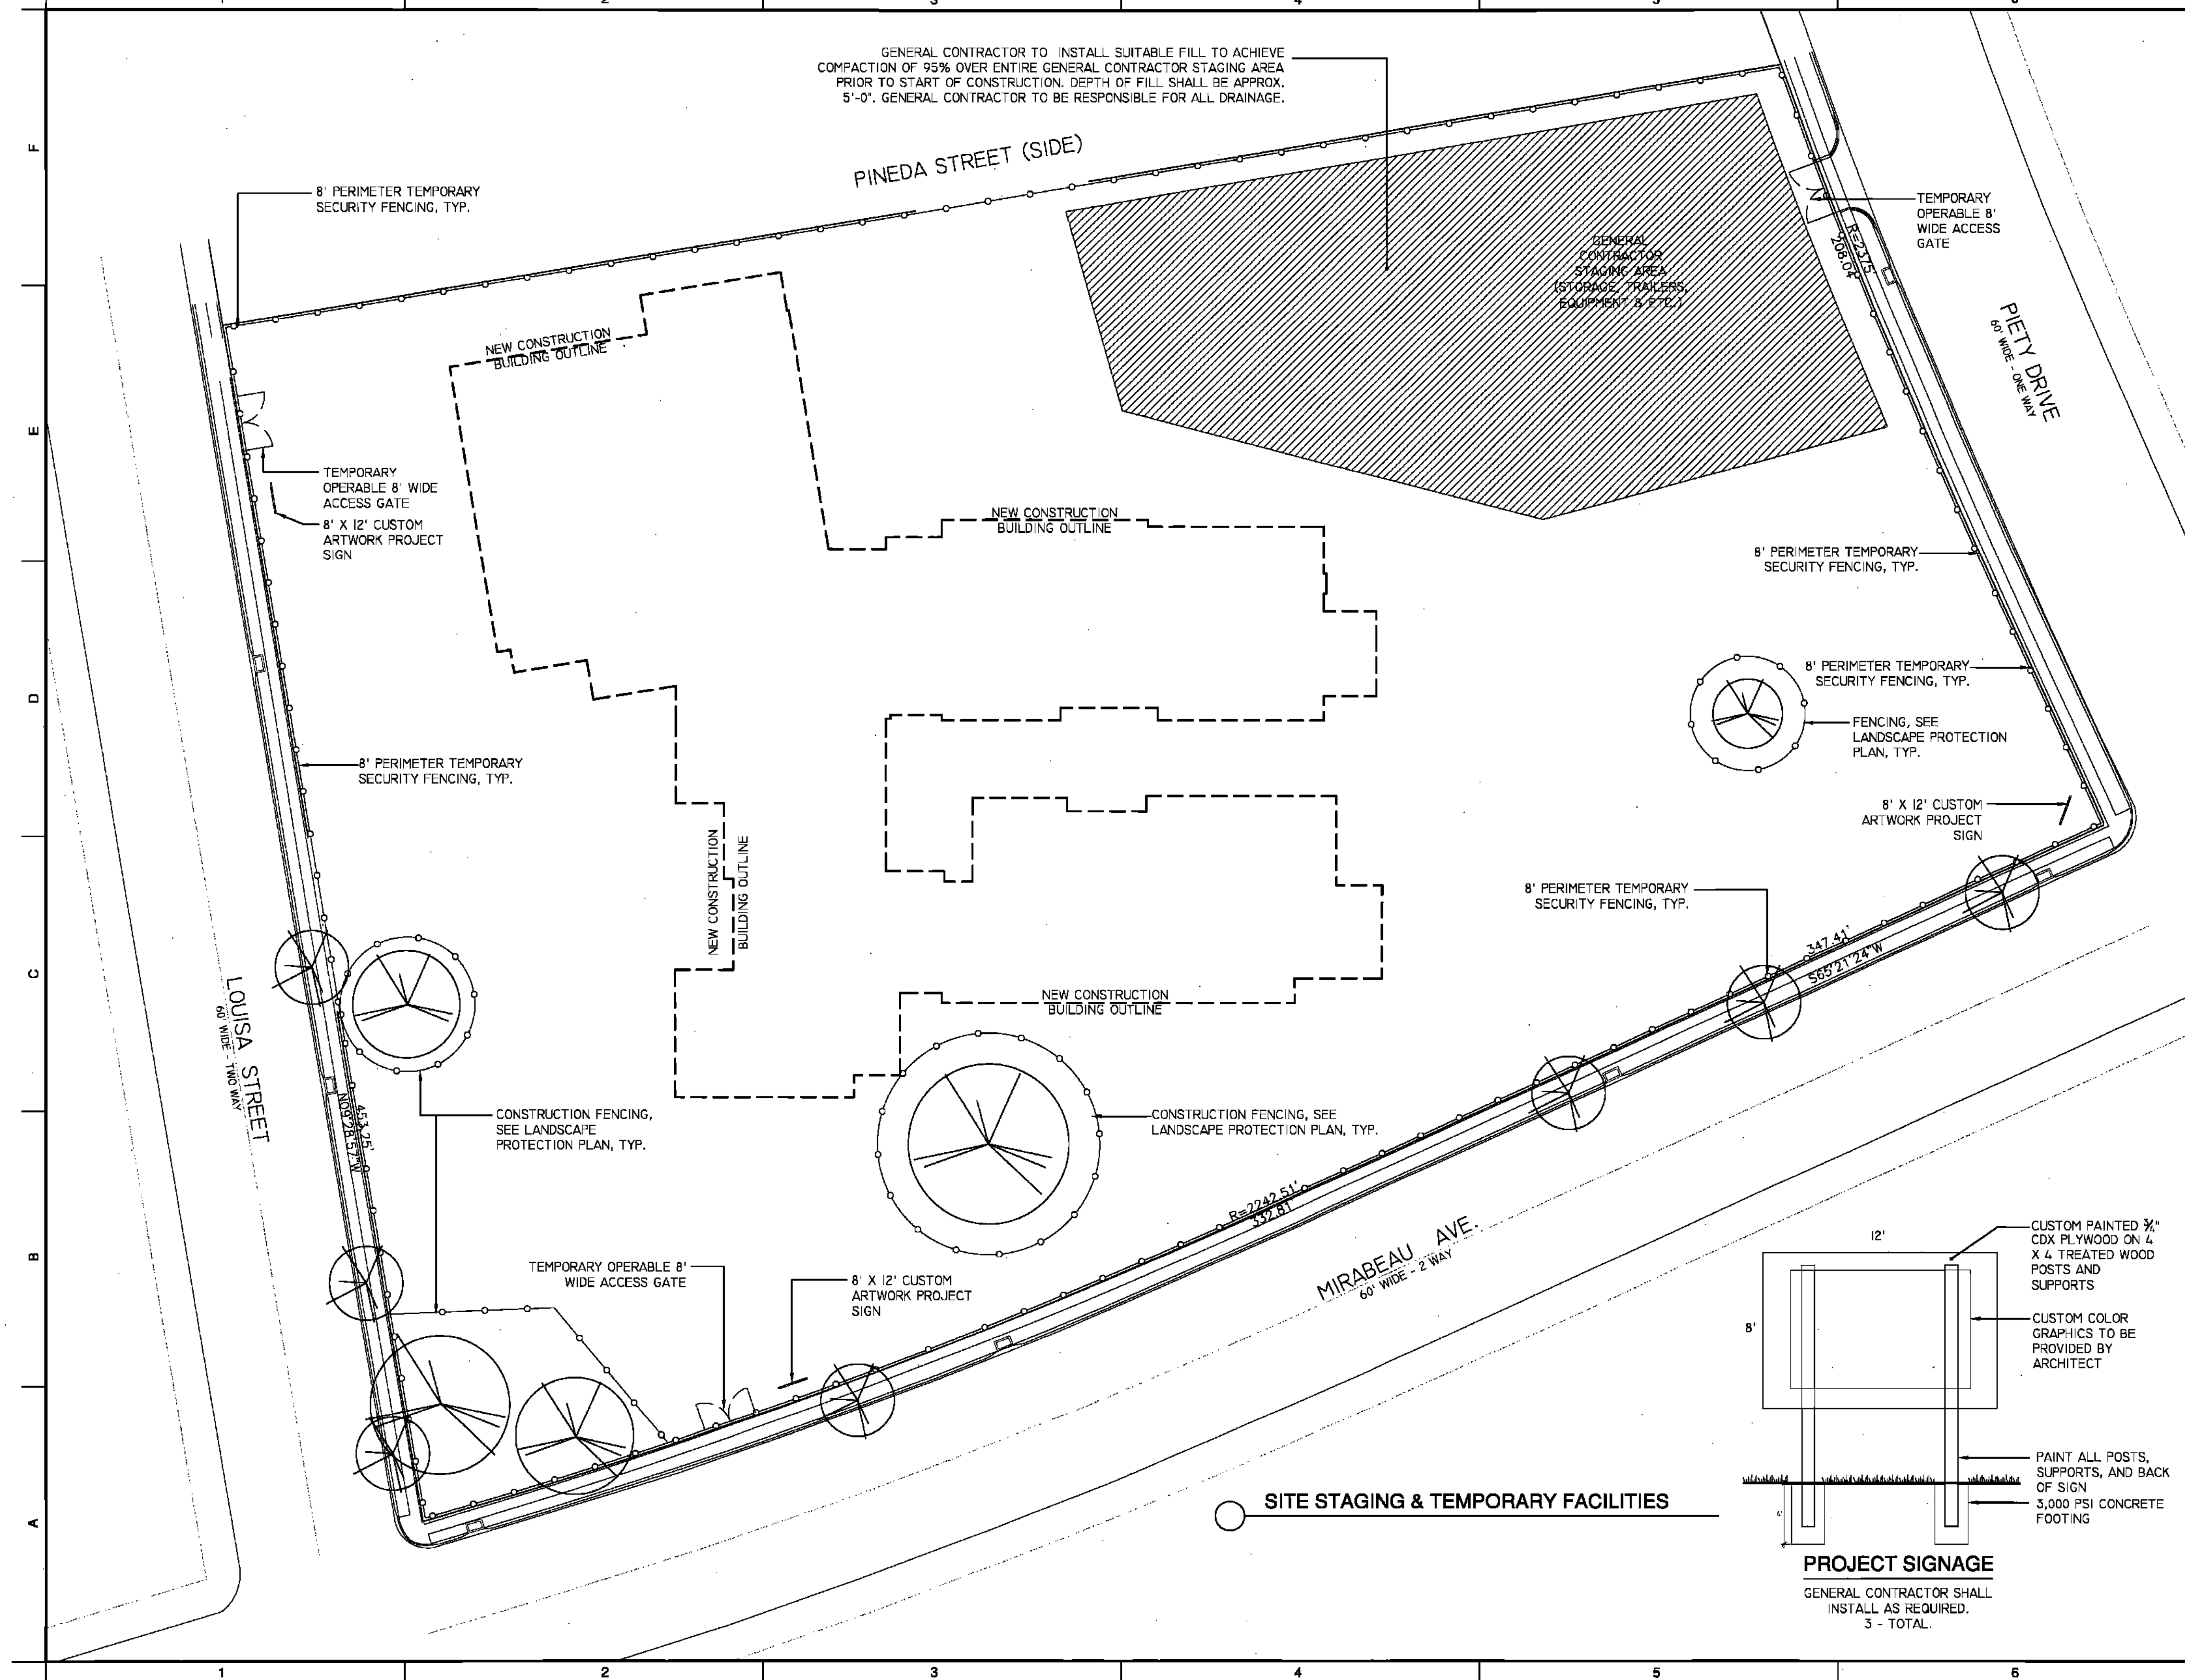 2
3
4
5
6
GENERAL CONTRACTOR TO INSTALL SUITABLE FILL TO ACHIEVE
COMPACTION OF 95% OVER ENTIRE GENERAL CONTRACTOR STAGING AREA
PRIOR TO START OF CONSTRUCTION. DEPTH OF FILL SHALL BE APPROX.
5'-0". GENERAL CONTRACTOR TO BE RESPONSIBLE FOR ALL DRAINAGE.
F
PINEDA STREET (SIDE)
8' PERIMETER TEMPORARY
SECURITY FENCING, TYP.
TEMPORARY
OPERABLE 8'
WIDE ACCESS
GATE
GENERAL
CONTRACTOR
STAGING AREA
(STORAGE, TRAILERS,
EQUIPMENT & ETC.)
R=2375'
208.04'
PIETY DRIVE
60' WIDE - ONE WAY
NEW CONSTRUCTION
BUILDING OUTLINE
E
TEMPORARY
OPERABLE 8' WIDE
ACCESS GATE
8' X 12' CUSTOM
ARTWORK PROJECT
SIGN
NEW CONSTRUCTION
BUILDING OUTLINE
8' PERIMETER TEMPORARY
SECURITY FENCING, TYP.
D
8' PERIMETER TEMPORARY
SECURITY FENCING, TYP.
FENCING, SEE
LANDSCAPE PROTECTION
PLAN, TYP.
8' PERIMETER TEMPORARY
SECURITY FENCING, TYP.
8' X 12' CUSTOM
ARTWORK PROJECT
SIGN
NEW CONSTRUCTION
BUILDING OUTLINE
8' PERIMETER TEMPORARY
SECURITY FENCING, TYP.
347.41'
S65°21'24"W
C
LOUISA STREET
60' WIDE - TWO WAY
NEW CONSTRUCTION
BUILDING OUTLINE
453.25'
N09°28'57"W
CONSTRUCTION FENCING,
SEE LANDSCAPE
PROTECTION PLAN, TYP.
CONSTRUCTION FENCING, SEE
LANDSCAPE PROTECTION PLAN, TYP.
R=2242.51'
332.81'
B
MIRABEAU AVE.
60' WIDE - 2 WAY
TEMPORARY OPERABLE 8'
WIDE ACCESS GATE
8' X 12' CUSTOM
ARTWORK PROJECT
SIGN
12'
8'
CUSTOM PAINTED ¾"
CDX PLYWOOD ON 4
X 4 TREATED WOOD
POSTS AND
SUPPORTS
CUSTOM COLOR
GRAPHICS TO BE
PROVIDED BY
ARCHITECT
PAINT ALL POSTS,
SUPPORTS, AND BACK
OF SIGN
3,000 PSI CONCRETE
FOOTING
A
SITE STAGING & TEMPORARY FACILITIES
PROJECT SIGNAGE
GENERAL CONTRACTOR SHALL
INSTALL AS REQUIRED.
3 - TOTAL.
1
2
3
4
5
6